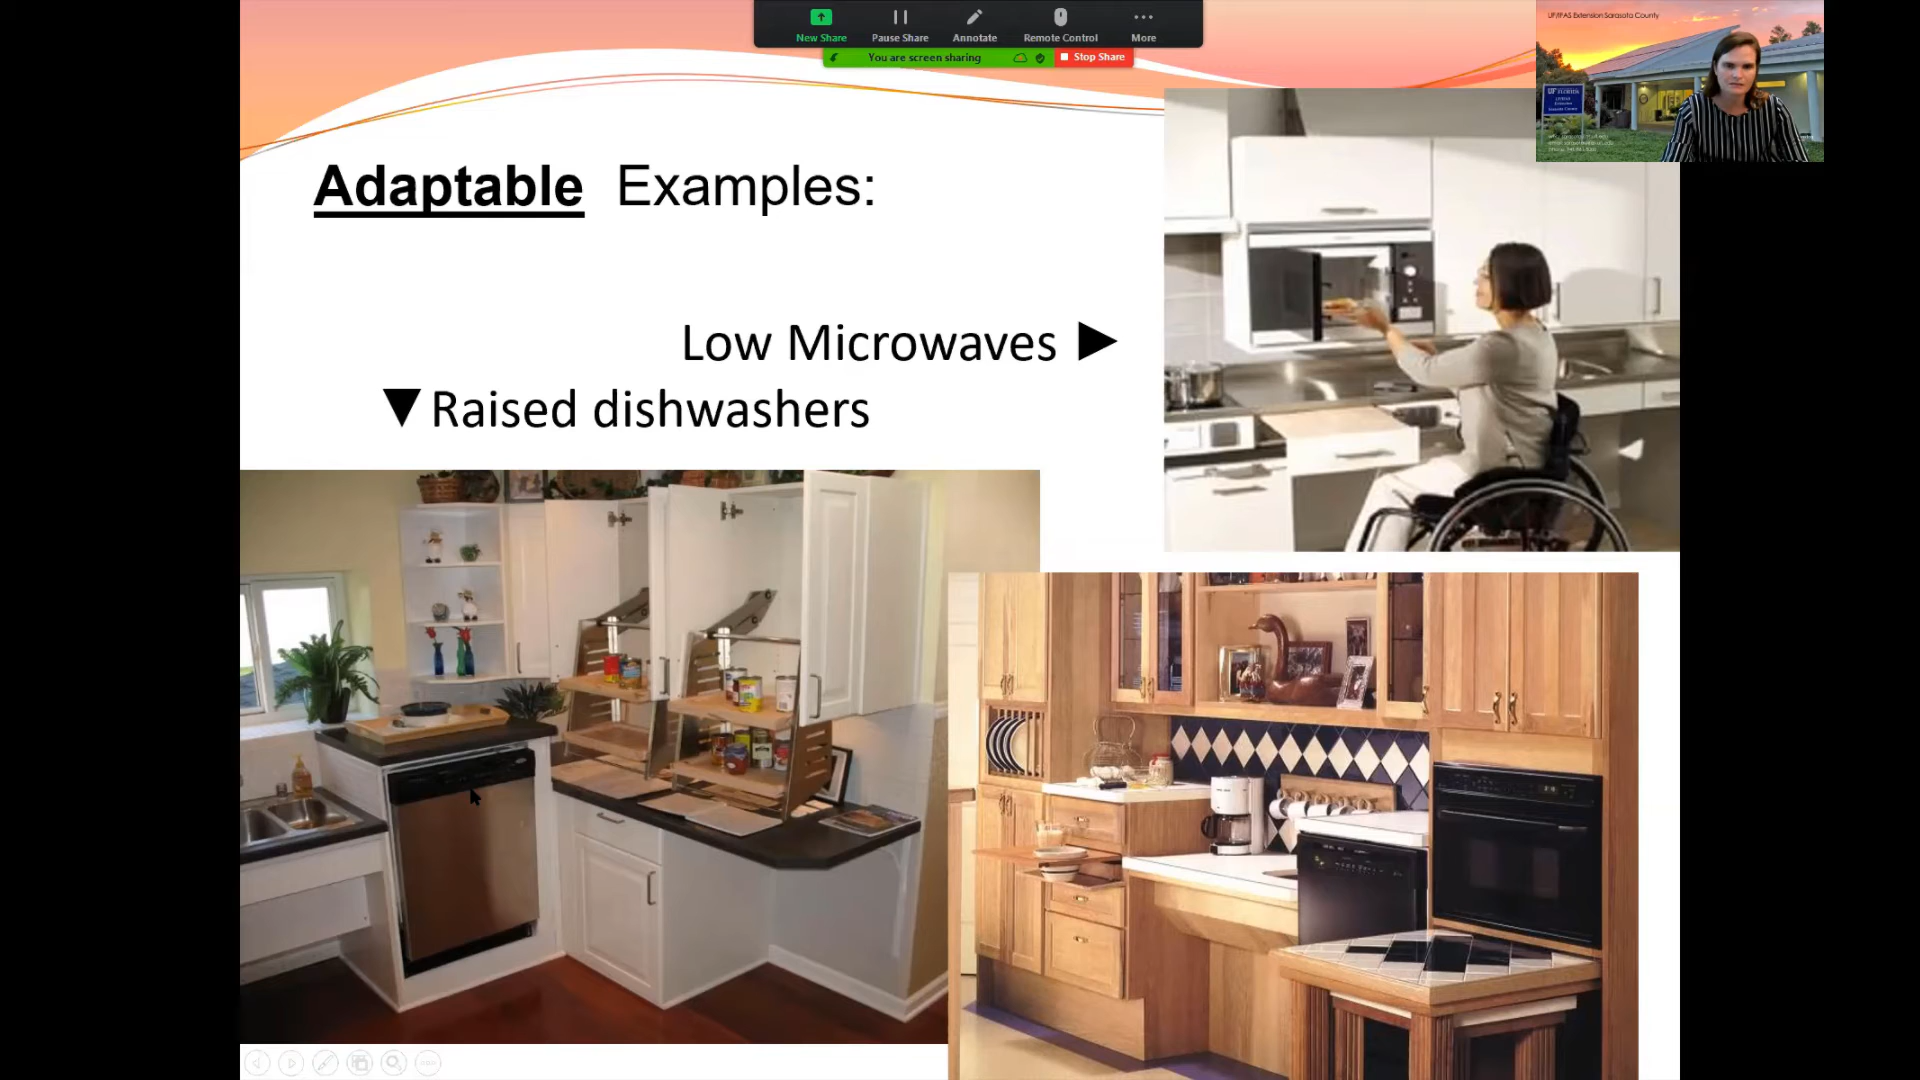 New Share
Pause Share
Annotate
Remote Control
More
You are screen sharing
Stop Share
UF/IFAS Extension Sarasota County
Adaptable Examples:
Low Microwaves ►
▼Raised dishwashers